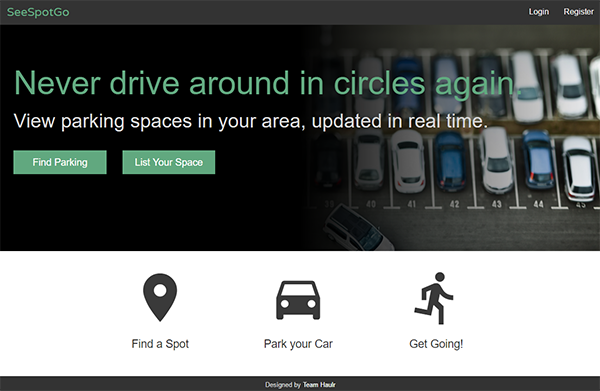 SeeSpotGo
Login Register
Never drive around in circles again.
View parking spaces in your area, updated in real time.
Find Parking List Your Space
39 40 41 42 43 44 45
Find a Spot Park your Car Get Going!
Designed by Team Haulr